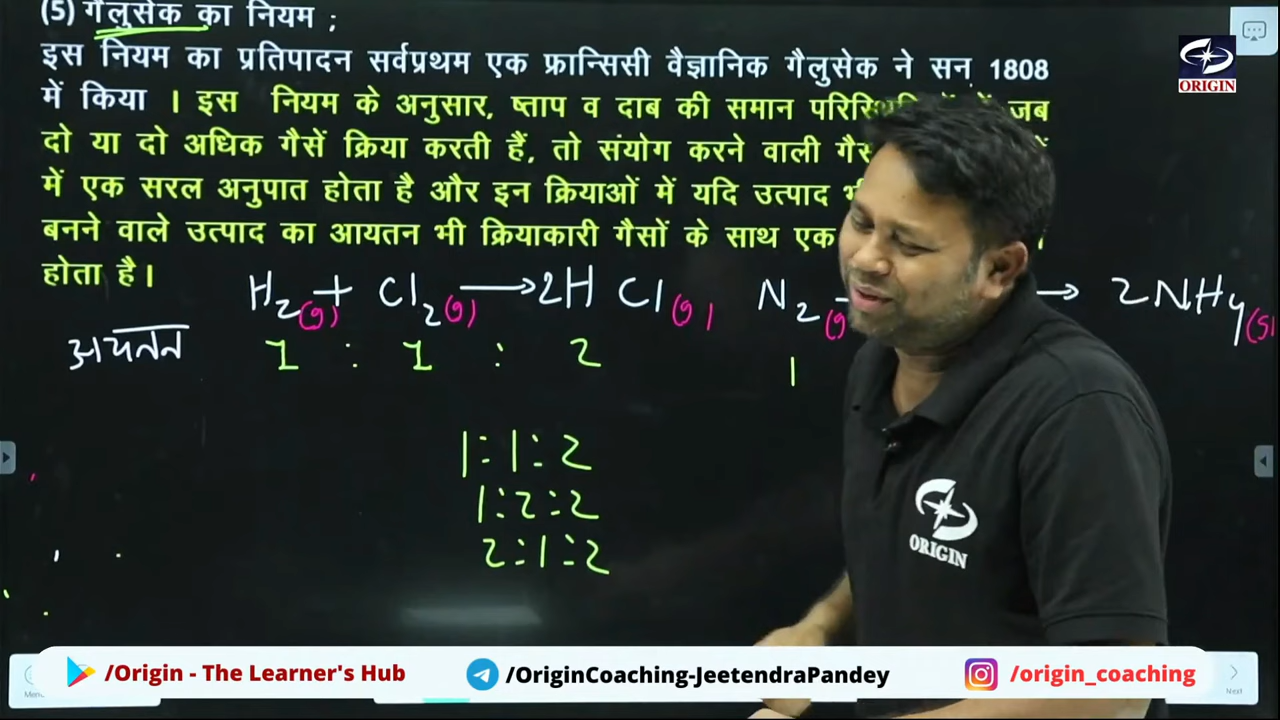 (5) गैलुसेक का नियम ;
इस नियम का प्रतिपादन सर्वप्रथम एक फ्रान्सिसी वैज्ञानिक गैलुसेक ने सन् 1808
में किया । इस नियम के अनुसार, ष्ताप व दाब की समान जब
दो या दो अधिक गैसें क्रिया करती हैं, तो संयोग करने वाली
में एक सरल अनुपात होता है और इन क्रियाओं में यदि उत्पाद
बनने वाले उत्पाद का आयतन भी क्रियाकारी गैसों के साथ एक
होता है।
H2(g) + Cl2(g) → 2HCl(g) N2(g) → 2NHy(g)
आयतन 1 : 1 : 2 1
1:1:2
1:2:2
2:1:2
ORIGIN
ORIGIN
/Origin - The Learner's Hub /OriginCoaching-JeetendraPandey /origin_coaching
Next